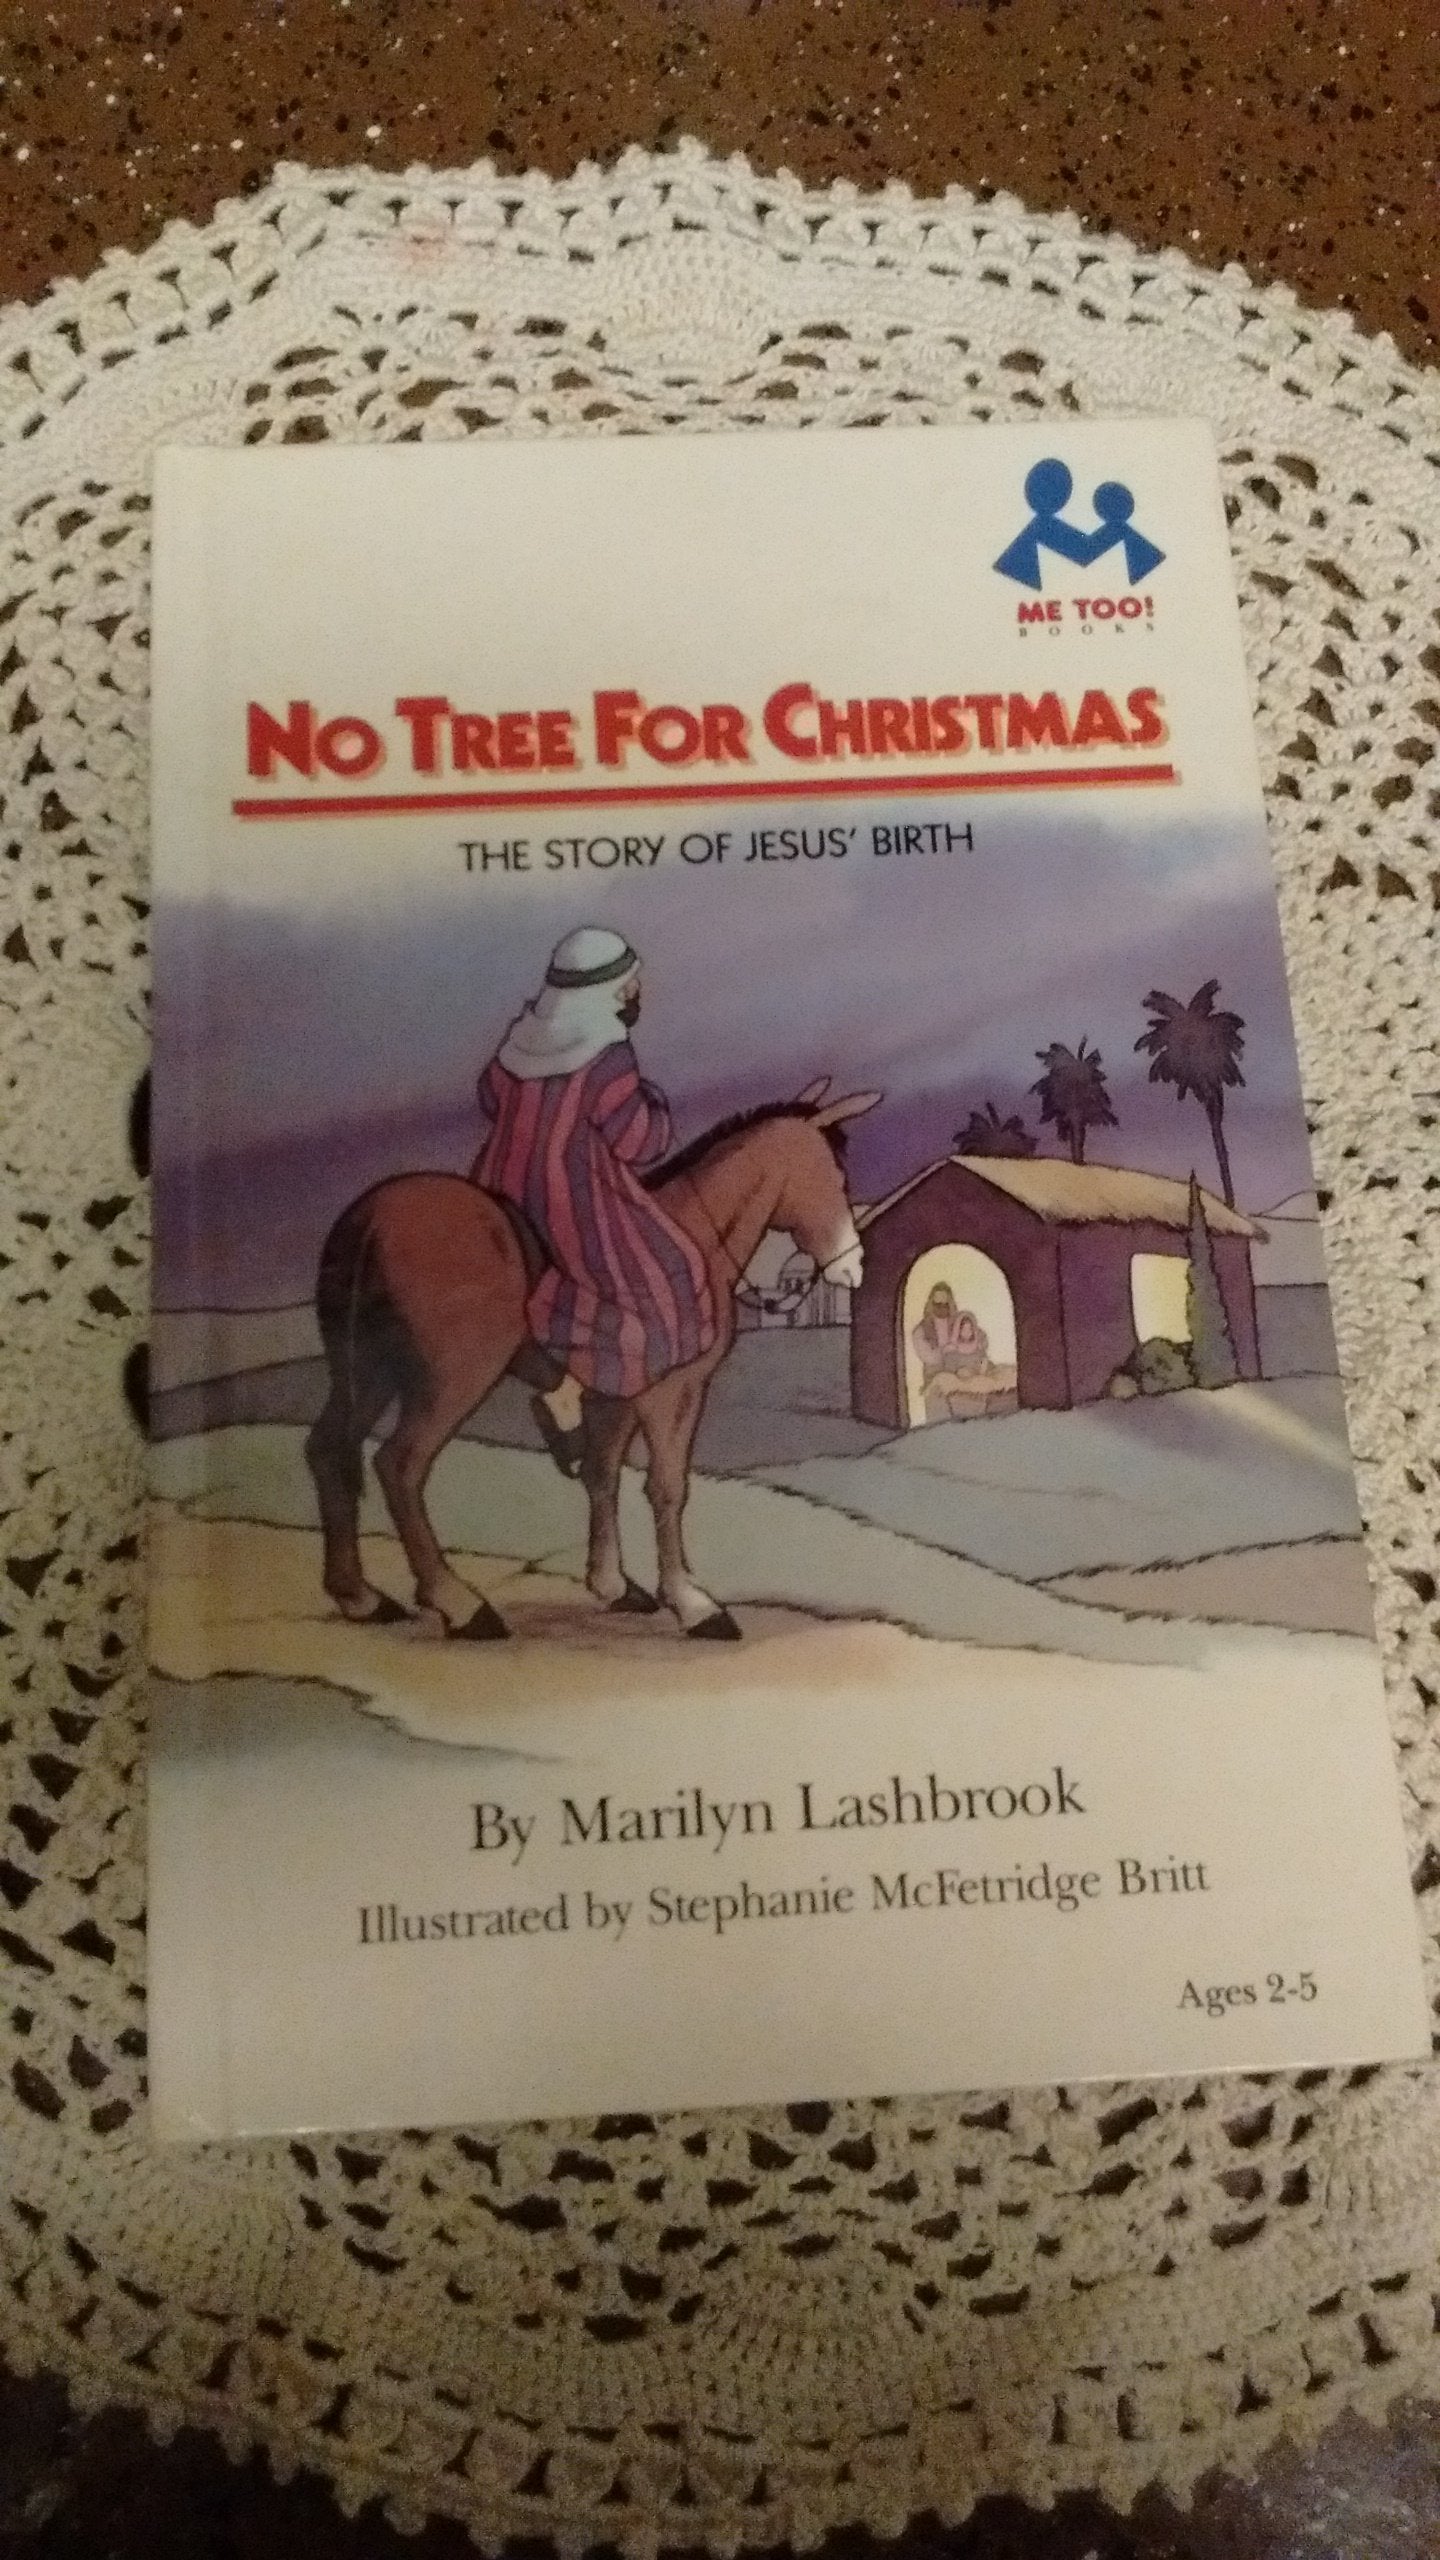 ME TOO!
BOOKS
NO TREE FOR CHRISTMAS
THE STORY OF JESUS' BIRTH
By Marilyn Lashbrook
Illustrated by Stephanie McFetridge Britt
Ages 2-5